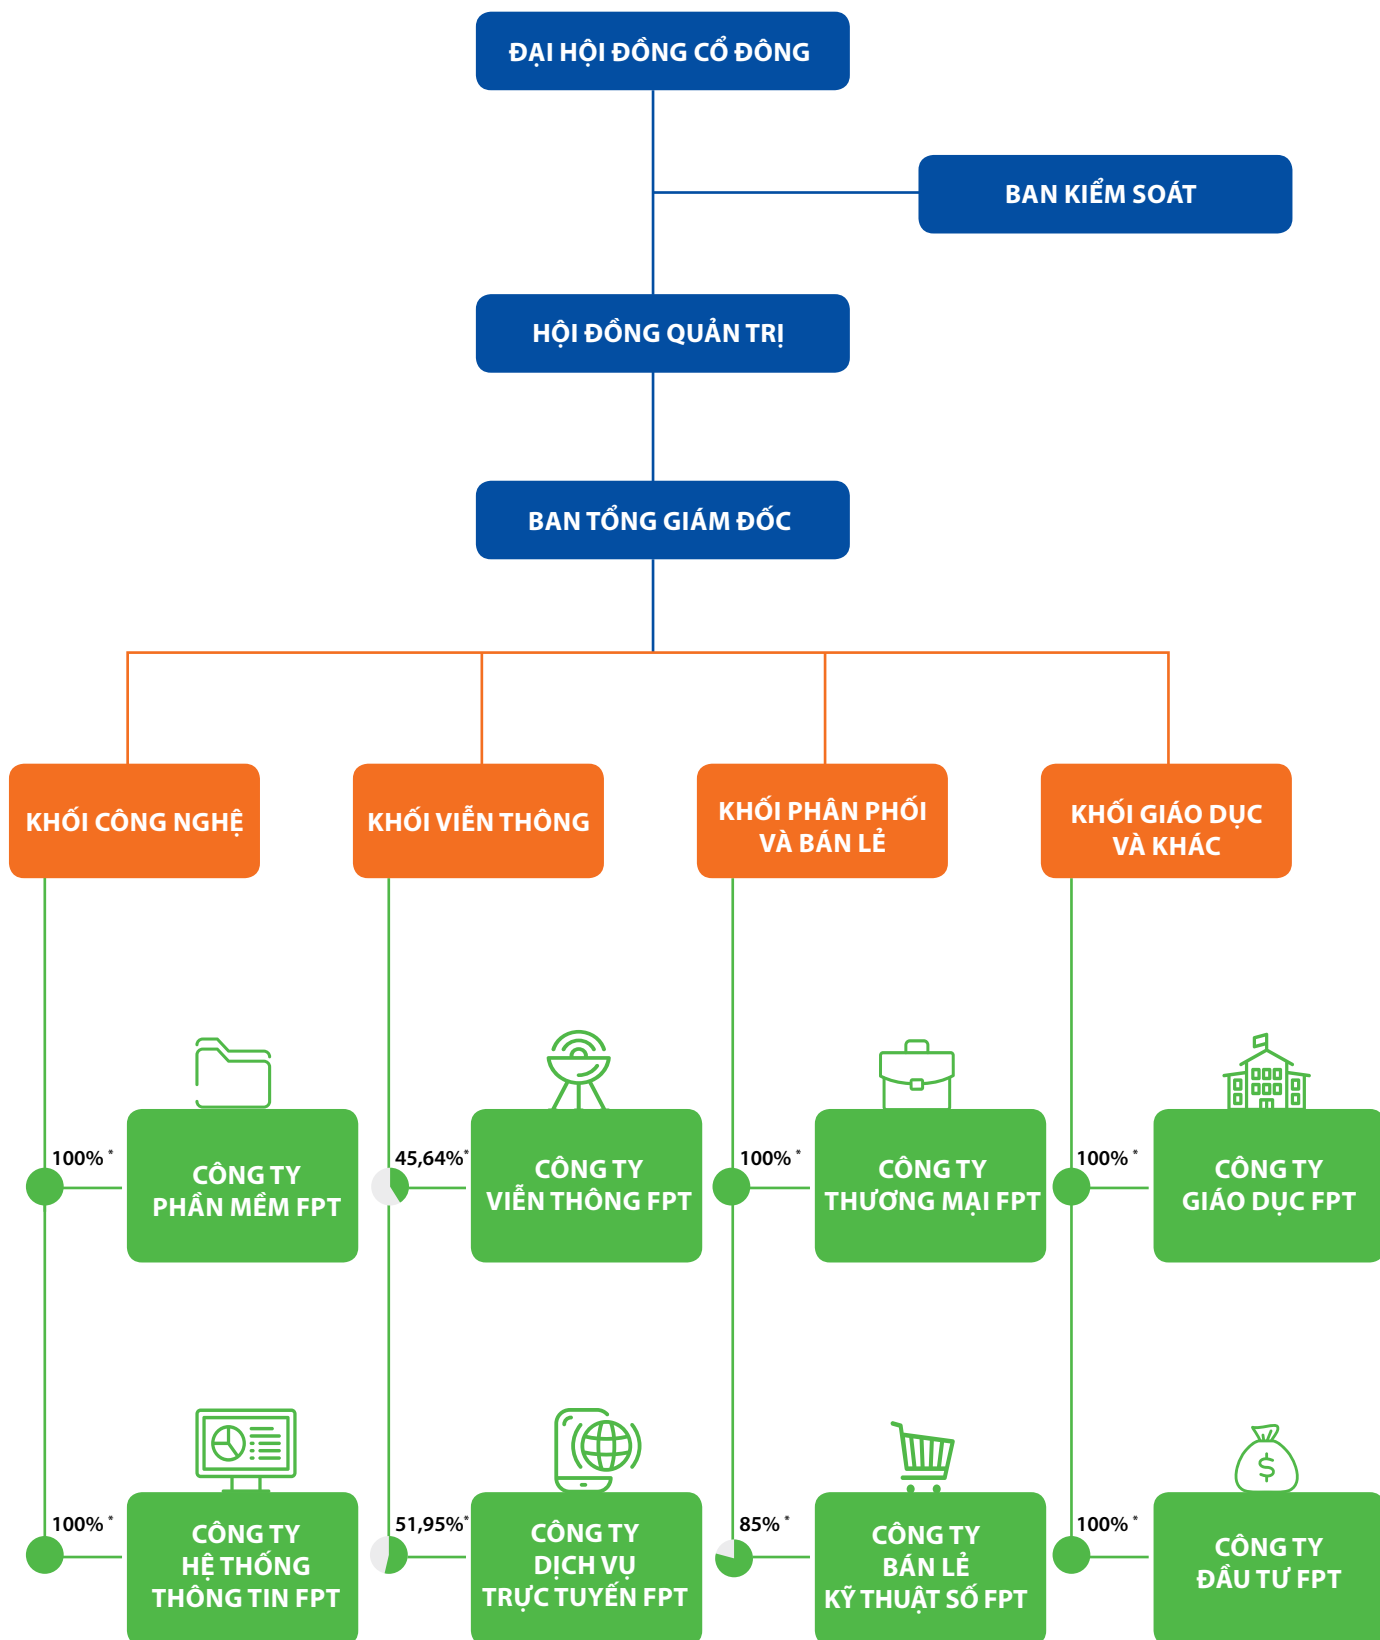 ĐẠI HỘI ĐỒNG CỔ ĐÔNG
BAN KIỂM SOÁT
HỘI ĐỒNG QUẢN TRỊ
BAN TỔNG GIÁM ĐỐC
KHỐI CÔNG NGHỆ
KHỐI VIỄN THÔNG
KHỐI PHÂN PHỐI
VÀ BÁN LẺ
KHỐI GIÁO DỤC
VÀ KHÁC
100% *
CÔNG TY
PHẦN MỀM FPT
45,64%*
CÔNG TY
VIỄN THÔNG FPT
100% *
CÔNG TY
THƯƠNG MẠI FPT
100% *
CÔNG TY
GIÁO DỤC FPT
100% *
CÔNG TY
HỆ THỐNG
THÔNG TIN FPT
51,95%*
CÔNG TY
DỊCH VỤ
TRỰC TUYẾN FPT
85% *
CÔNG TY
BÁN LẺ
KỸ THUẬT SỐ FPT
100% *
$
CÔNG TY
ĐẦU TƯ FPT